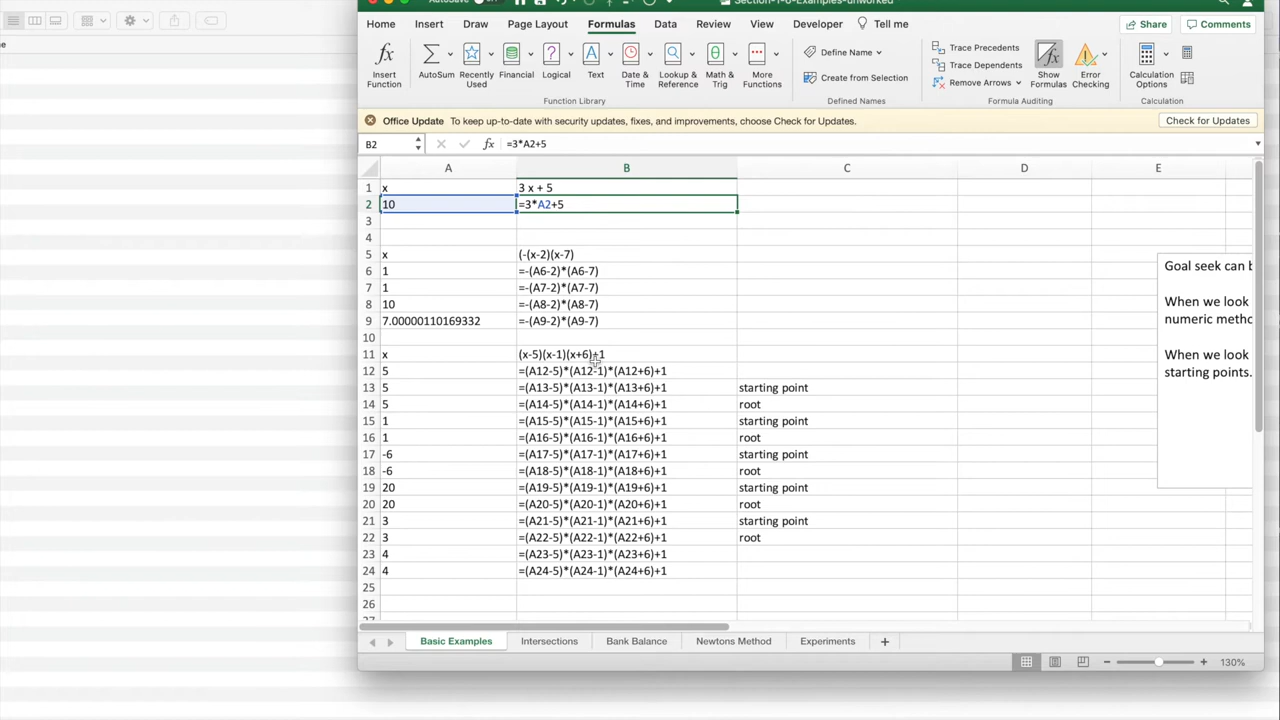 AutoSave
Section-1-6-Examples-unworked
Home Insert Draw Page Layout Formulas Data Review View Developer Tell me Share Comments
Insert Function
AutoSum
Recently Used
Financial
Logical
Text
Date & Time
Lookup & Reference
Math & Trig
More Functions
Define Name
Create from Selection
Trace Precedents
Trace Dependents
Remove Arrows
Show Formulas
Error Checking
Calculation Options
Function Library Defined Names Formula Auditing Calculation
Office Update To keep up-to-date with security updates, fixes, and improvements, choose Check for Updates. Check for Updates
B2 fx =3*A2+5
A B C D E
1 x 3 x + 5
2 10 =3*A2+5
3
4
5 x (-(x-2)(x-7)
6 1 =-(A6-2)*(A6-7)
7 1 =-(A7-2)*(A7-7)
8 10 =-(A8-2)*(A8-7)
9 7.00000110169332 =-(A9-2)*(A9-7)
10
11 x (x-5)(x-1)(x+6)+1
12 5 =(A12-5)*(A12-1)*(A12+6)+1
13 5 =(A13-5)*(A13-1)*(A13+6)+1 starting point
14 5 =(A14-5)*(A14-1)*(A14+6)+1 root
15 1 =(A15-5)*(A15-1)*(A15+6)+1 starting point
16 1 =(A16-5)*(A16-1)*(A16+6)+1 root
17 -6 =(A17-5)*(A17-1)*(A17+6)+1 starting point
18 -6 =(A18-5)*(A18-1)*(A18+6)+1 root
19 20 =(A19-5)*(A19-1)*(A19+6)+1 starting point
20 20 =(A20-5)*(A20-1)*(A20+6)+1 root
21 3 =(A21-5)*(A21-1)*(A21+6)+1 starting point
22 3 =(A22-5)*(A22-1)*(A22+6)+1 root
23 4 =(A23-5)*(A23-1)*(A23+6)+1
24 4 =(A24-5)*(A24-1)*(A24+6)+1
25
26
27
Goal seek can b
When we look
numeric metho
When we look
starting points.
Basic Examples Intersections Bank Balance Newtons Method Experiments
130%